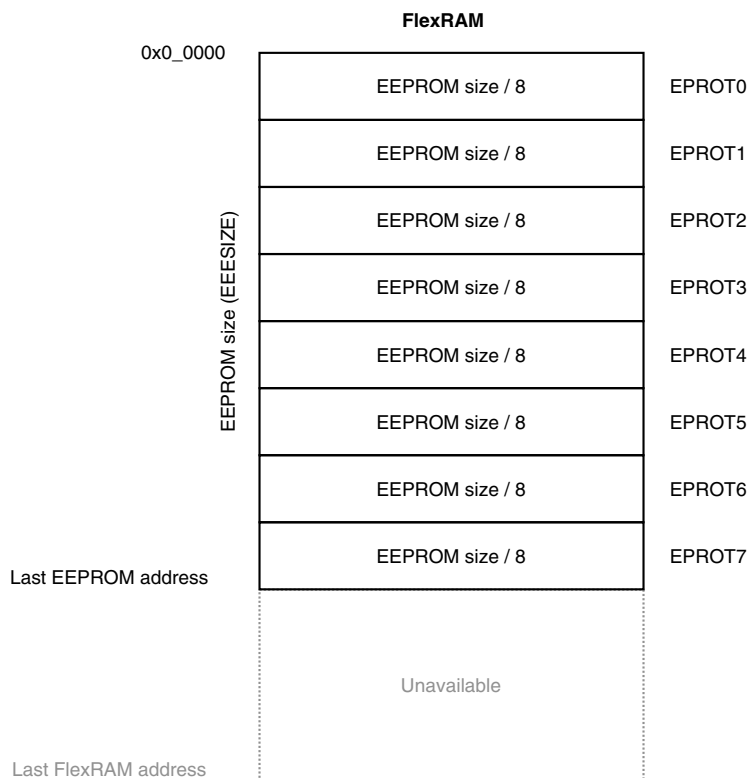 FlexRAM
0x0_0000
EEPROM size / 8 EPROT0
EEPROM size / 8 EPROT1
EEPROM size / 8 EPROT2
EEPROM size / 8 EPROT3
EEPROM size (EEESIZE)
EEPROM size / 8 EPROT4
EEPROM size / 8 EPROT5
EEPROM size / 8 EPROT6
EEPROM size / 8 EPROT7
Last EEPROM address
Unavailable
Last FlexRAM address